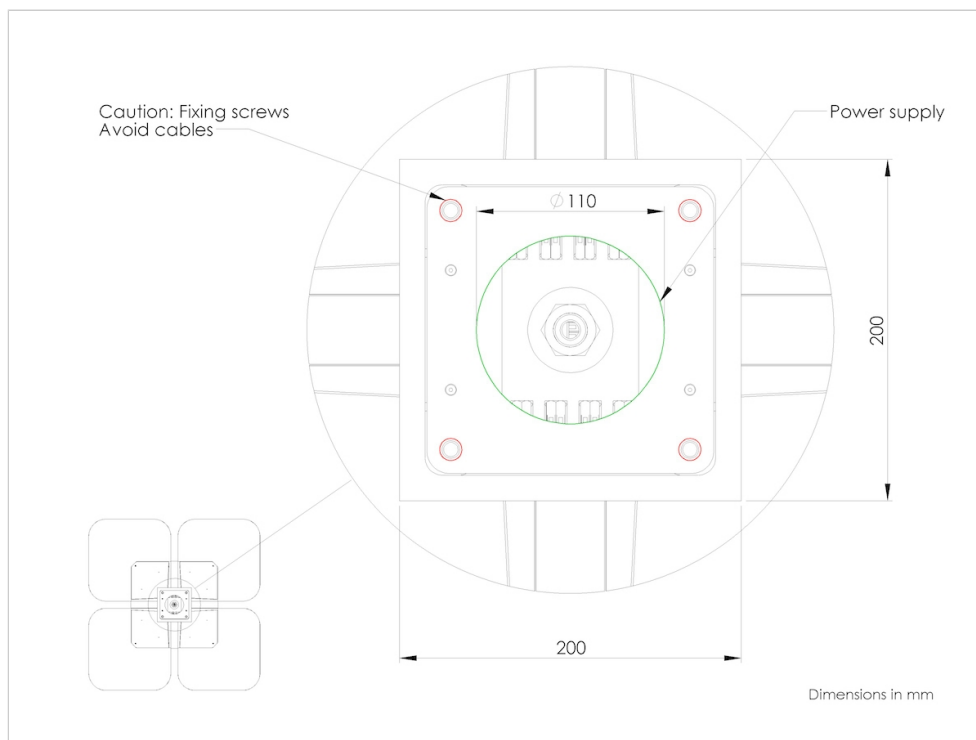 Caution: Fixing screws
Avoid cables
Power supply
Ø 110
200
200
Dimensions in mm